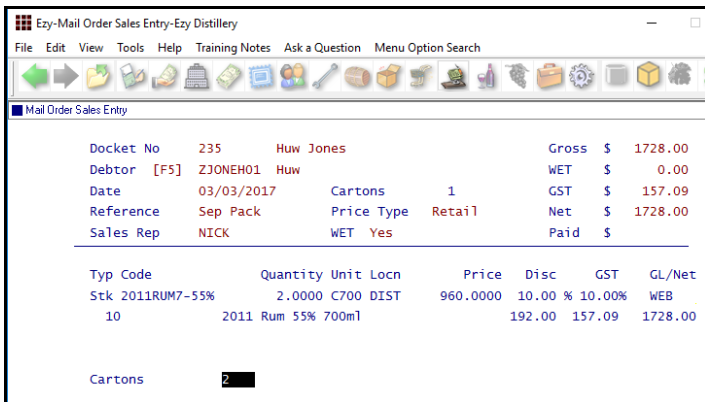 Ezy-Mail Order Sales Entry-Ezy Distillery
File Edit View Tools Help Training Notes Ask a Question Menu Option Search
Mail Order Sales Entry
Docket No 235 Huw Jones Gross $ 1728.00
Debtor [F5] ZJONEH01 Huw WET $ 0.00
Date 03/03/2017 Cartons 1 GST $ 157.09
Reference Sep Pack Price Type Retail Net $ 1728.00
Sales Rep NICK WET Yes Paid $
Typ Code Quantity Unit Locn Price Disc GST GL/Net
Stk 2011RUM7-55% 2.0000 C700 DIST 960.0000 10.00 % 10.00% WEB
10 2011 Rum 55% 700ml 192.00 157.09 1728.00
Cartons 2